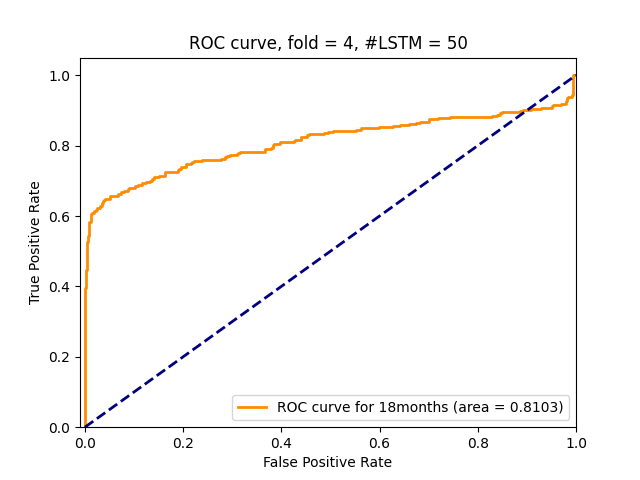 ROC curve, fold = 4, #LSTM = 50
True Positive Rate
1.0
0.8
0.6
0.4
0.2
0.0
ROC curve for 18months (area = 0.8103)
0.0 0.2 0.4 0.6 0.8 1.0
False Positive Rate